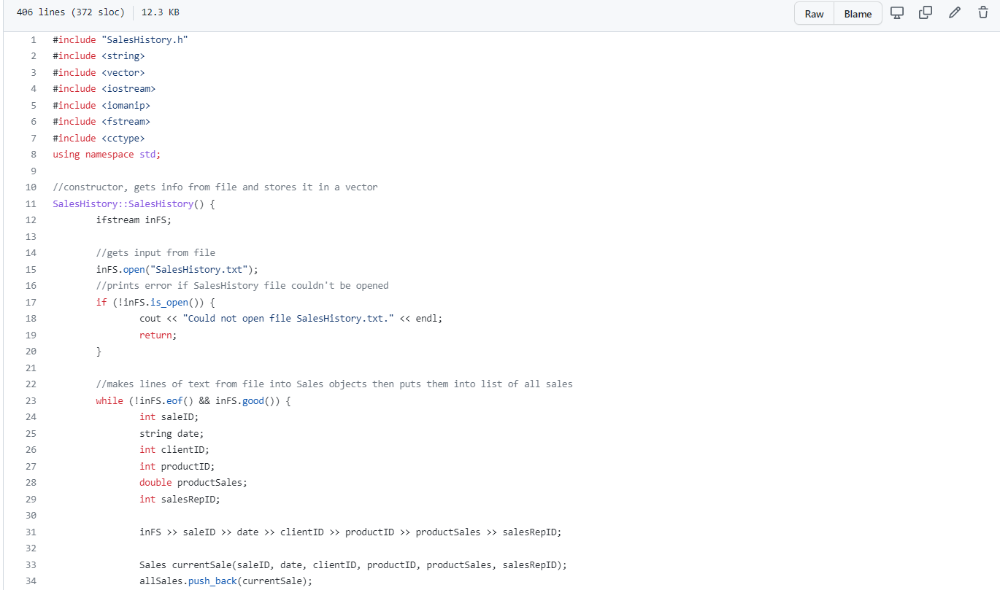 406 lines (372 sloc) 12.3 KB Raw Blame
1 #include "SalesHistory.h"
2 #include <string>
3 #include <vector>
4 #include <iostream>
5 #include <iomanip>
6 #include <fstream>
7 #include <cctype>
8 using namespace std;
9
10 //constructor, gets info from file and stores it in a vector
11 SalesHistory::SalesHistory() {
12 ifstream inFS;
13
14 //gets input from file
15 inFS.open("SalesHistory.txt");
16 //prints error if SalesHistory file couldn't be opened
17 if (!inFS.is_open()) {
18 cout << "Could not open file SalesHistory.txt." << endl;
19 return;
20 }
21
22 //makes lines of text from file into Sales objects then puts them into list of all sales
23 while (!inFS.eof() && inFS.good()) {
24 int saleID;
25 string date;
26 int clientID;
27 int productID;
28 double productSales;
29 int salesRepID;
30
31 inFS >> saleID >> date >> clientID >> productID >> productSales >> salesRepID;
32
33 Sales currentSale(saleID, date, clientID, productID, productSales, salesRepID);
34 allSales.push_back(currentSale);